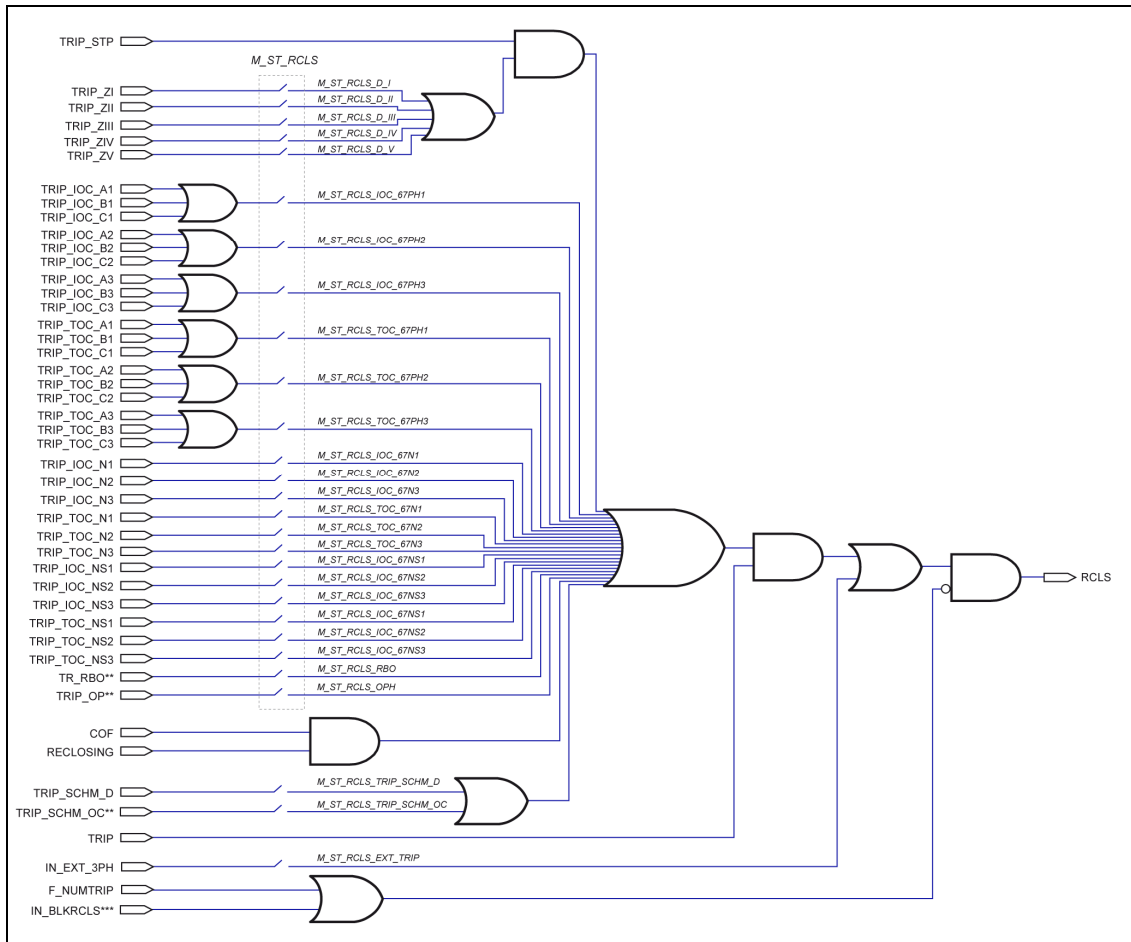 TRIP_STP
M_ST_RCLS
TRIP_ZI M_ST_RCLS_D_I
TRIP_ZII M_ST_RCLS_D_II
TRIP_ZIII M_ST_RCLS_D_III
TRIP_ZIV M_ST_RCLS_D_IV
TRIP_ZV M_ST_RCLS_D_V
TRIP_IOC_A1
TRIP_IOC_B1 M_ST_RCLS_IOC_67PH1
TRIP_IOC_C1
TRIP_IOC_A2
TRIP_IOC_B2 M_ST_RCLS_IOC_67PH2
TRIP_IOC_C2
TRIP_IOC_A3
TRIP_IOC_B3 M_ST_RCLS_IOC_67PH3
TRIP_IOC_C3
TRIP_TOC_A1
TRIP_TOC_B1 M_ST_RCLS_TOC_67PH1
TRIP_TOC_C1
TRIP_TOC_A2
TRIP_TOC_B2 M_ST_RCLS_TOC_67PH2
TRIP_TOC_C2
TRIP_TOC_A3
TRIP_TOC_B3 M_ST_RCLS_TOC_67PH3
TRIP_TOC_C3
TRIP_IOC_N1 M_ST_RCLS_IOC_67N1
TRIP_IOC_N2 M_ST_RCLS_IOC_67N2
TRIP_IOC_N3 M_ST_RCLS_IOC_67N3
TRIP_TOC_N1 M_ST_RCLS_TOC_67N1
TRIP_TOC_N2 M_ST_RCLS_TOC_67N2
TRIP_TOC_N3 M_ST_RCLS_TOC_67N3
TRIP_IOC_NS1 M_ST_RCLS_IOC_67NS1
TRIP_IOC_NS2 M_ST_RCLS_IOC_67NS2
TRIP_IOC_NS3 M_ST_RCLS_IOC_67NS3
TRIP_TOC_NS1 M_ST_RCLS_IOC_67NS1
TRIP_TOC_NS2 M_ST_RCLS_IOC_67NS2
TRIP_TOC_NS3 M_ST_RCLS_IOC_67NS3
TR_RBO** M_ST_RCLS_RBO
TRIP_OP** M_ST_RCLS_OPH
RCLS
COF
RECLOSING
TRIP_SCHM_D M_ST_RCLS_TRIP_SCHM_D
TRIP_SCHM_OC** M_ST_RCLS_TRIP_SCHM_OC
TRIP
IN_EXT_3PH M_ST_RCLS_EXT_TRIP
F_NUMTRIP
IN_BLKRCLS***